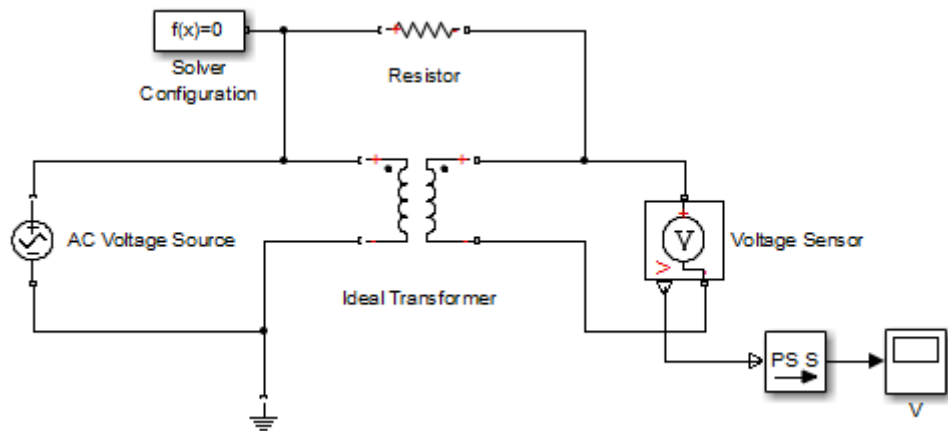 f(x)=0
Solver
Configuration
Resistor
AC Voltage Source
V
Voltage Sensor
V
Ideal Transformer
PS S
V